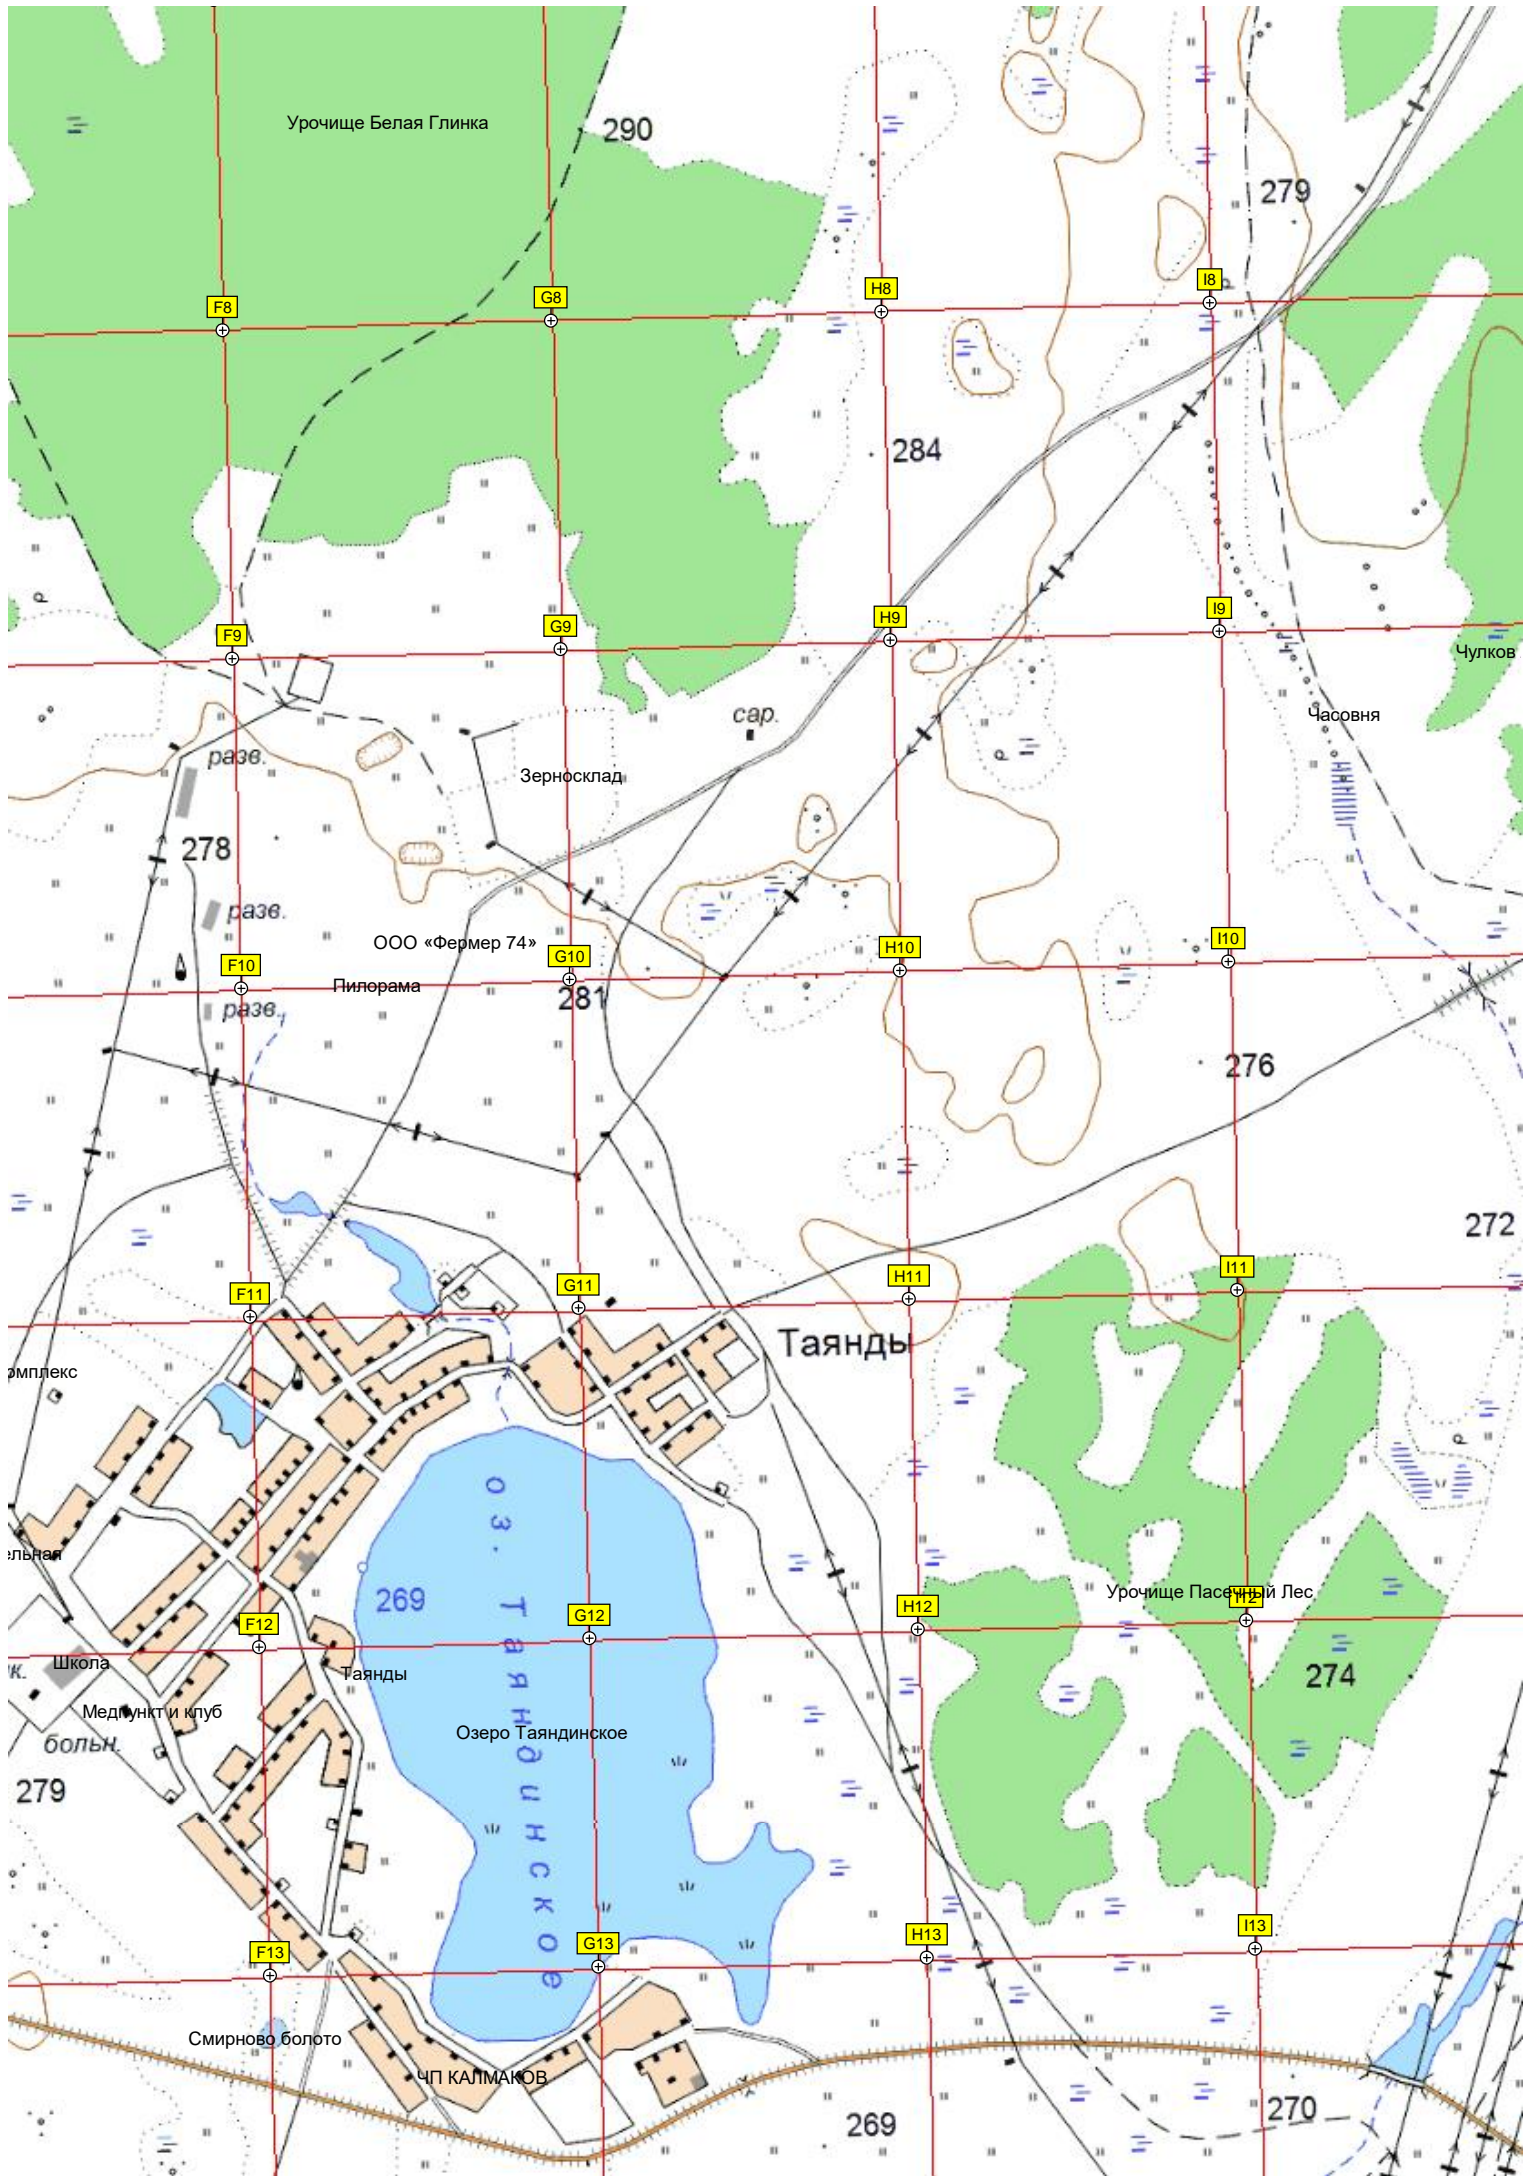 Урочище Белая Глинка
290
279
F8
G8
H8
I8
284
F9
G9
H9
I9
Чулков
сар.
Часовня
разв.
Зерносклад
278
разв.
ООО «Фермер 74»
F10
G10
H10
I10
Пилорама
281
разв.
276
272
F11
G11
H11
I11
Таянды
омплекс
оз. Таяндинское
ельная
269
Урочище Пасечный Лес
F12
G12
H12
I12
к.
Школа
Таянды
274
Медпункт и клуб
Озеро Таяндинское
больн.
279
F13
G13
H13
I13
Смирново болото
ЧП КАЛМАКОВ
269
270